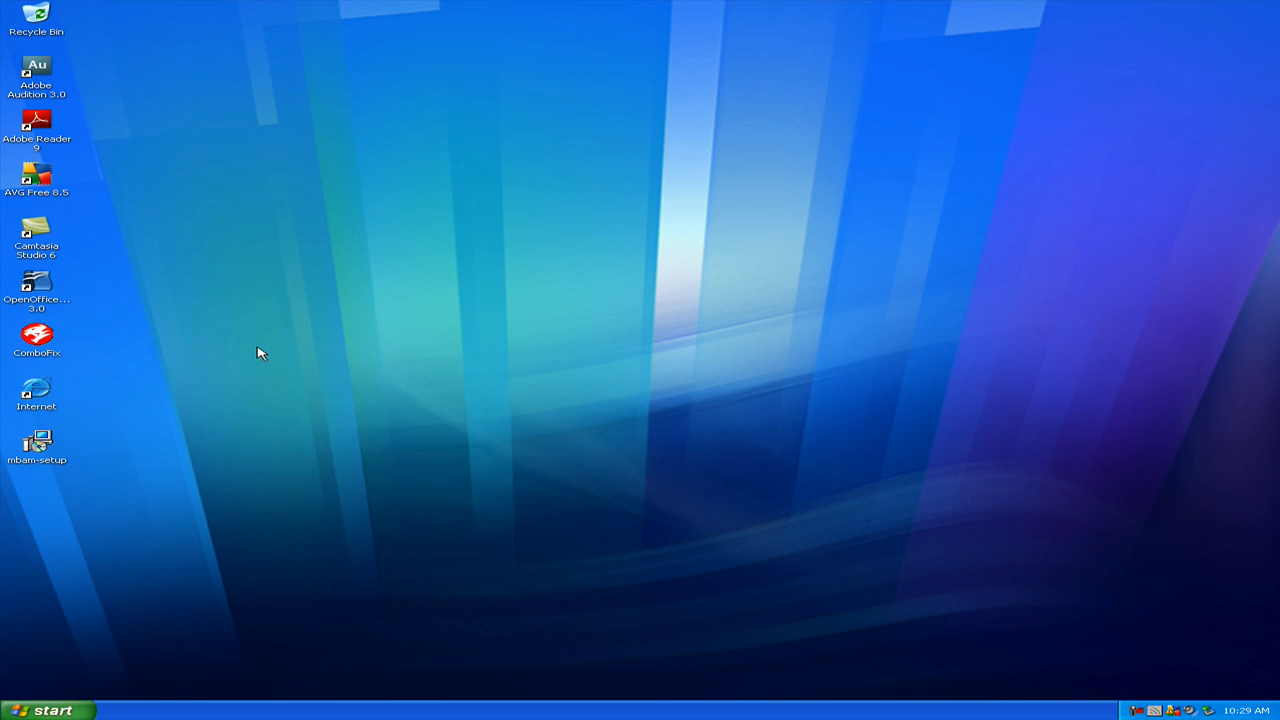 Recycle Bin
Au
Adobe
Audition 3.0
Adobe Reader
9
AVG Free 8.5
Camtasia
Studio 6
OpenOffice...
3.0
ComboFix
Internet
mbam-setup
start
10:29 AM